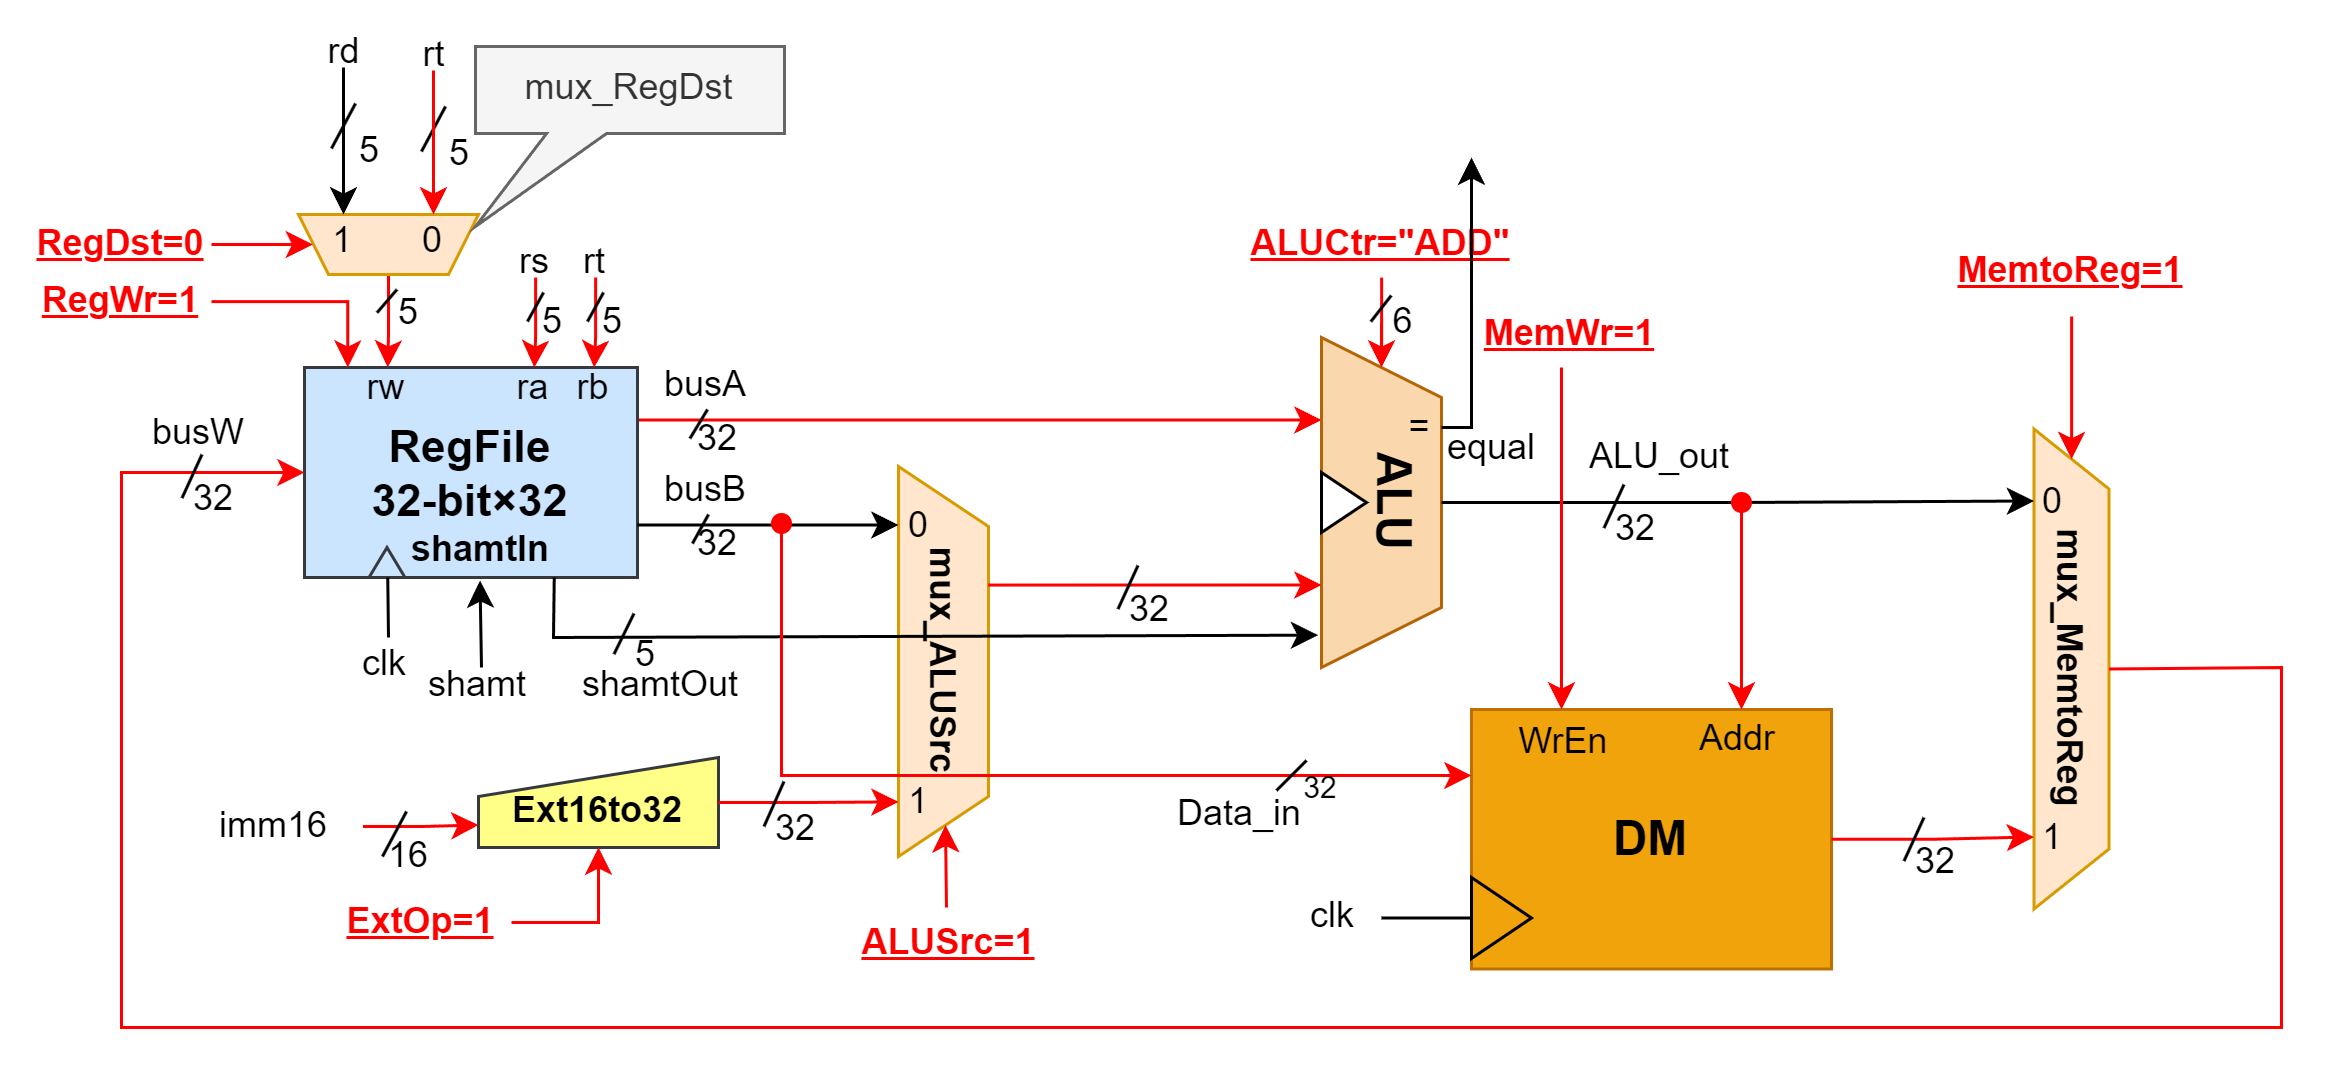 rd
rt
mux_RegDst
5
5
RegDst=0
1
0
RegWr=1
5
rs
rt
5
5
ALUCtr="ADD"
6
MemWr=1
MemtoReg=1
rw
ra
rb
busA
32
busW
32
RegFile
32-bit×32
shamtIn
busB
32
=
equal
ALU
ALU_out
32
0
mux_ALUSrc
0
mux_MemtoReg
32
clk
shamt
5
shamtOut
WrEn
Addr
imm16
16
Ext16to32
32
1
Data_in
32
DM
32
1
ExtOp=1
ALUSrc=1
clk